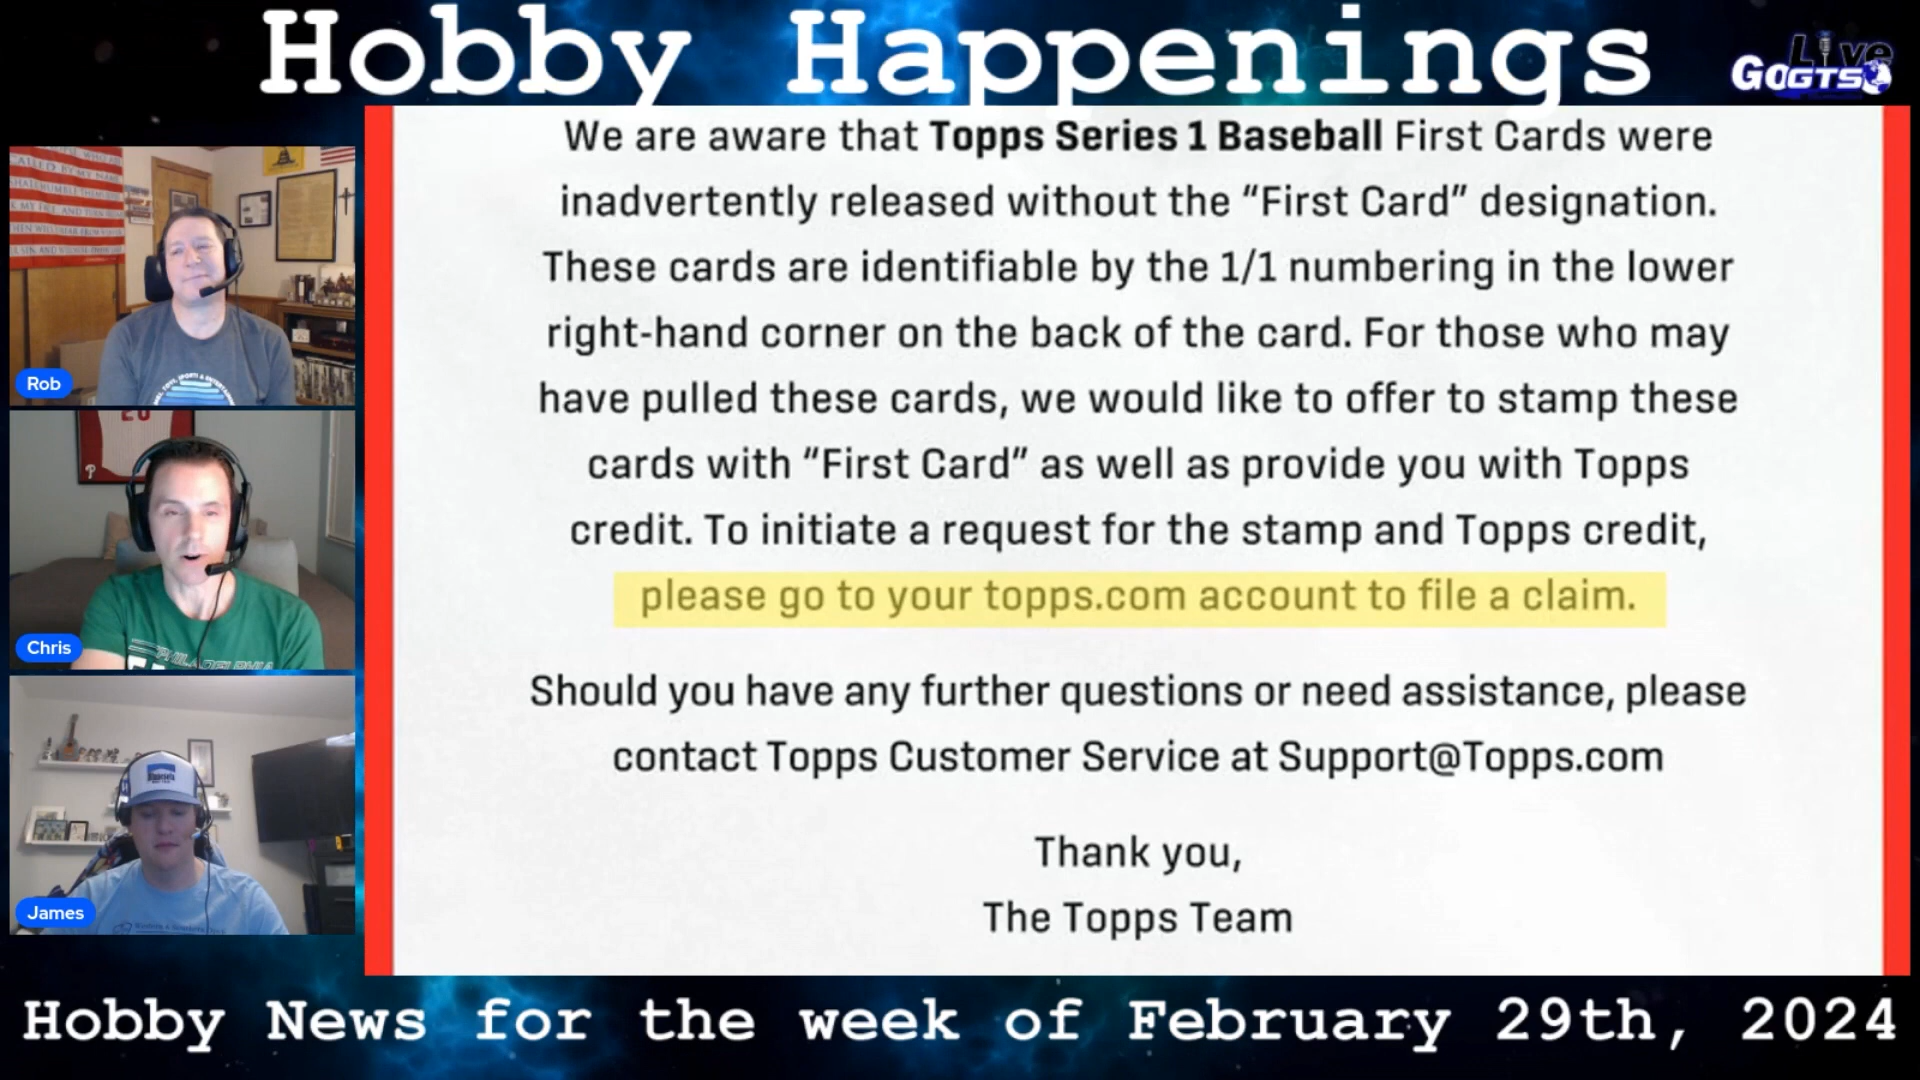 Hobby Happenings
Live
GOGTS
We are aware that Topps Series 1 Baseball First Cards were
inadvertently released without the “First Card” designation.
These cards are identifiable by the 1/1 numbering in the lower
right-hand corner on the back of the card. For those who may
have pulled these cards, we would like to offer to stamp these
cards with “First Card” as well as provide you with Topps
credit. To initiate a request for the stamp and Topps credit,
please go to your topps.com account to file a claim.
Should you have any further questions or need assistance, please
contact Topps Customer Service at Support@Topps.com
Thank you,
The Topps Team
Rob
Chris
James
Hobby News for the week of February 29th, 2024